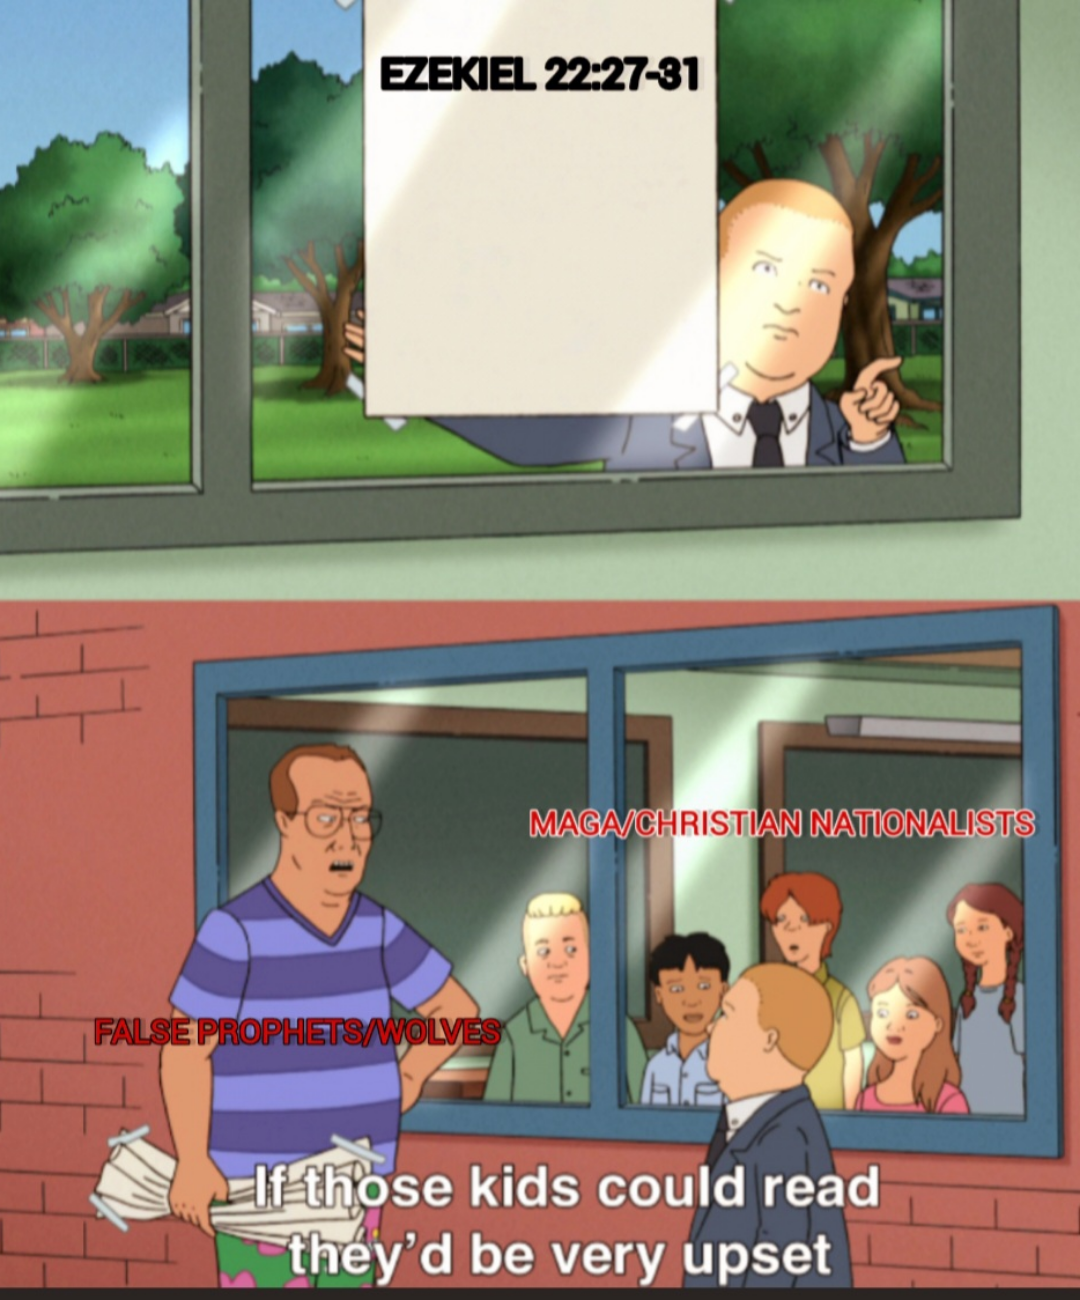 EZEKIEL 22:27-31
MAGA/CHRISTIAN NATIONALISTS
FALSE PROPHETS/WOLVES
If those kids could read
they'd be very upset